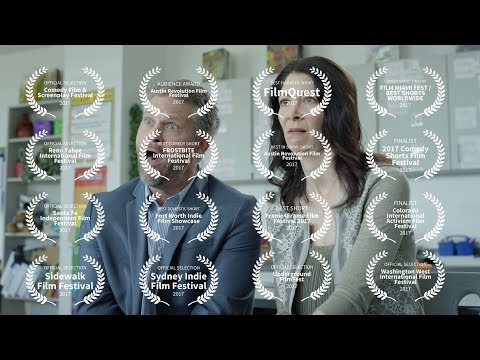 OFFICIAL SELECTION
Comedy Film &
Screenplay Festival
2017
AUDIENCE AWARD
Austin Revolution Film
Festival
2017
BEST FANTASTIC SHORT
FilmQuest
2017
FILM MIAMI FEST /
BEST SHORTS
WORLDWIDE
2017
OFFICIAL SELECTION
Reno Tahoe
International Film
Festival
2017
BEST COMEDY SHORT
FROSTBITE
International Film
Festival
2017
BEST IN SHOW-SHORT
Austin Revolution Film
Festival
2017
FINALIST
2017 Comedy
Shorts Film
Festival
OFFICIAL SELECTION
Santa Fe
Independent Film
Festival
2017
BEST DOMESTIC SHORT
Fort Worth Indie
Film Showcase
2017
BEST SHORT
Frame4Frame Film
Festival 2017
FINALIST
Colorado
International
Activism Film
Festival
2017
OFFICIAL SELECTION
Sidewalk
Film Festival
2017
OFFICIAL SELECTION
Sydney Indie
Film Festival
2017
OFFICIAL SELECTION
Underground
FilmFest
2017
OFFICIAL SELECTION
Washington West
International Film
Festival
2017